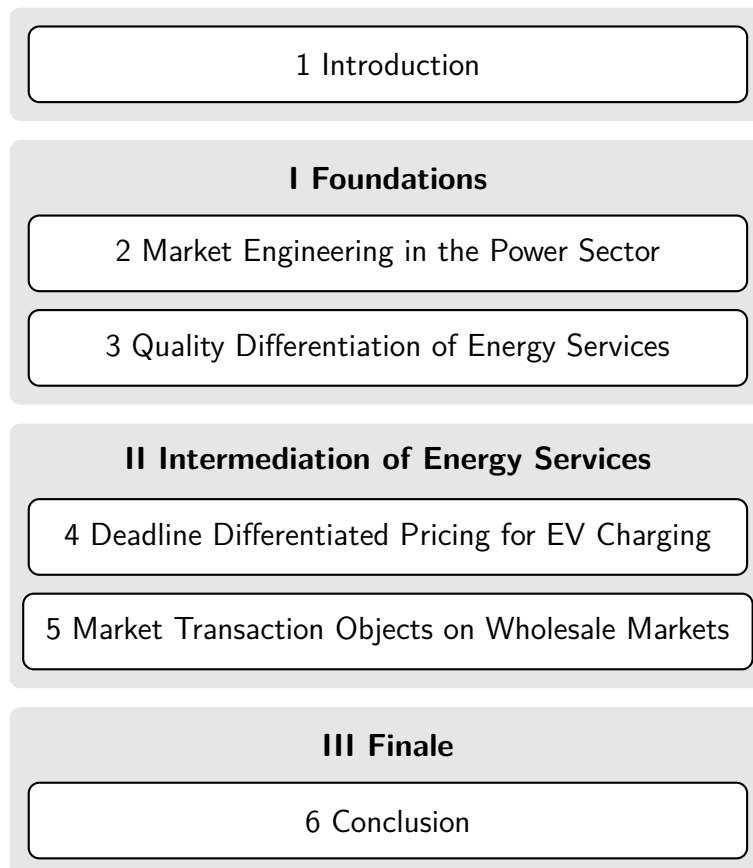 1 Introduction
I Foundations
2 Market Engineering in the Power Sector
3 Quality Differentiation of Energy Services
II Intermediation of Energy Services
4 Deadline Differentiated Pricing for EV Charging
5 Market Transaction Objects on Wholesale Markets
III Finale
6 Conclusion